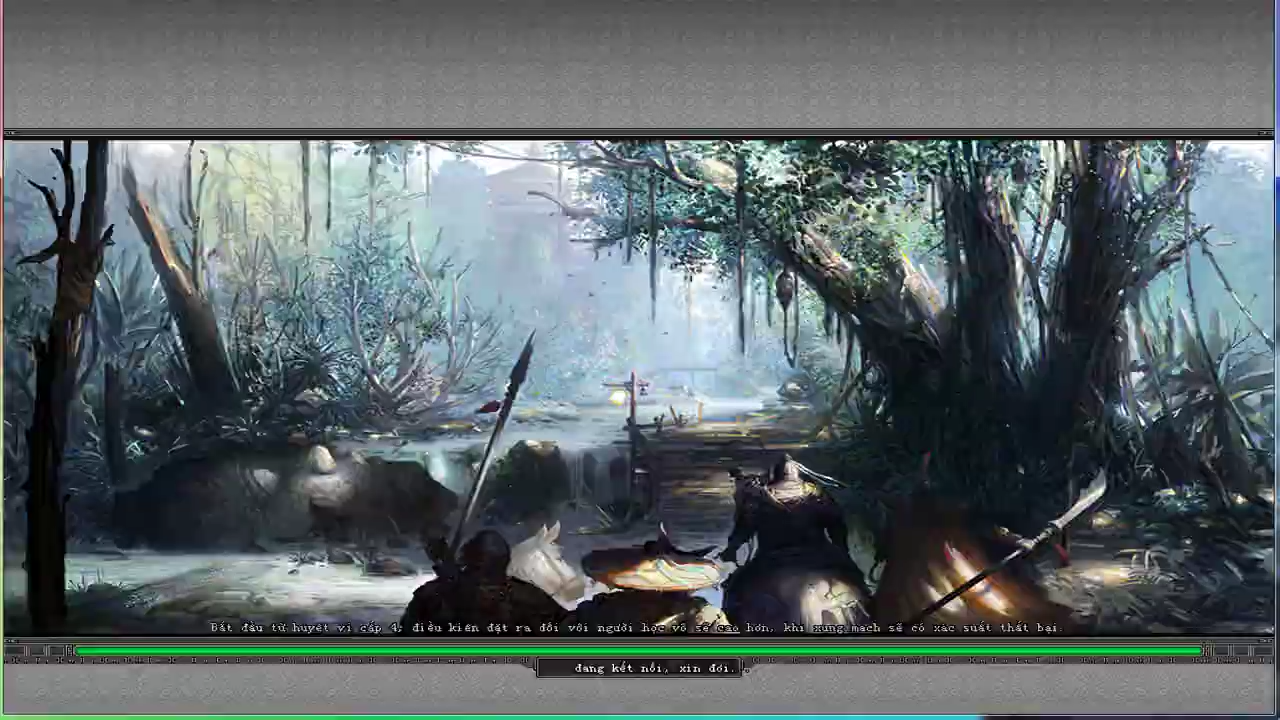 Bắt đầu từ huyệt vị cấp 4, điều kiện đặt ra đối với người học võ sẽ cao hơn, khi xung mạch sẽ có xác suất thất bại.
đang kết nối, xin đợi...